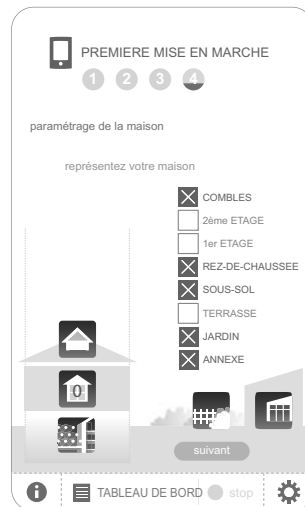 PREMIERE MISE EN MARCHE
1 2 3 4
paramétrage de la maison
représentez votre maison
COMBLES
2ème ETAGE
1er ETAGE
REZ-DE-CHAUSSEE
SOUS-SOL
TERRASSE
JARDIN
ANNEXE
0
suivant
TABLEAU DE BORD stop